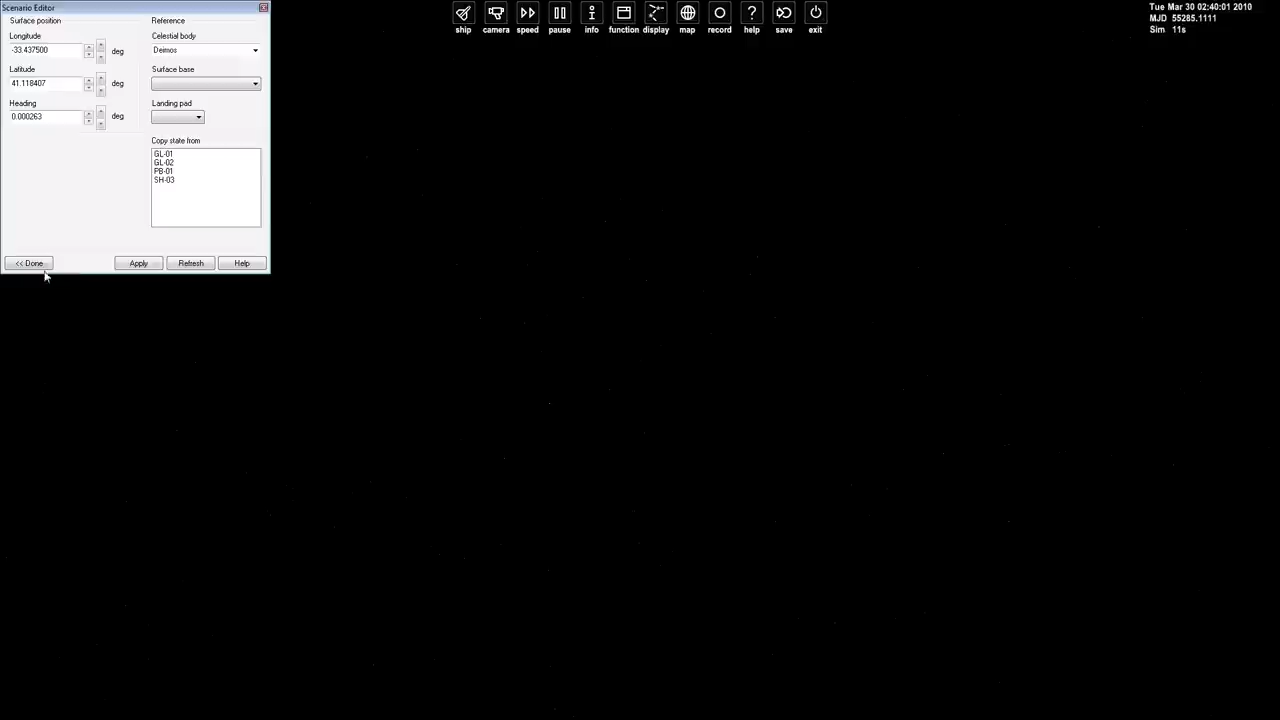 Scenario Editor
Surface position
Longitude
-33.437500
deg
Latitude
41.118407
deg
Heading
0.000263
deg
Reference
Celestial body
Deimos
Surface base
Landing pad
Copy state from
GL-01
GL-02
PB-01
SH-03
<< Done
Apply
Refresh
Help
ship
camera
speed
pause
info
function
display
map
record
help
save
exit
Tue Mar 30 02:40:01 2010
MJD 55285.1111
Sim 11s